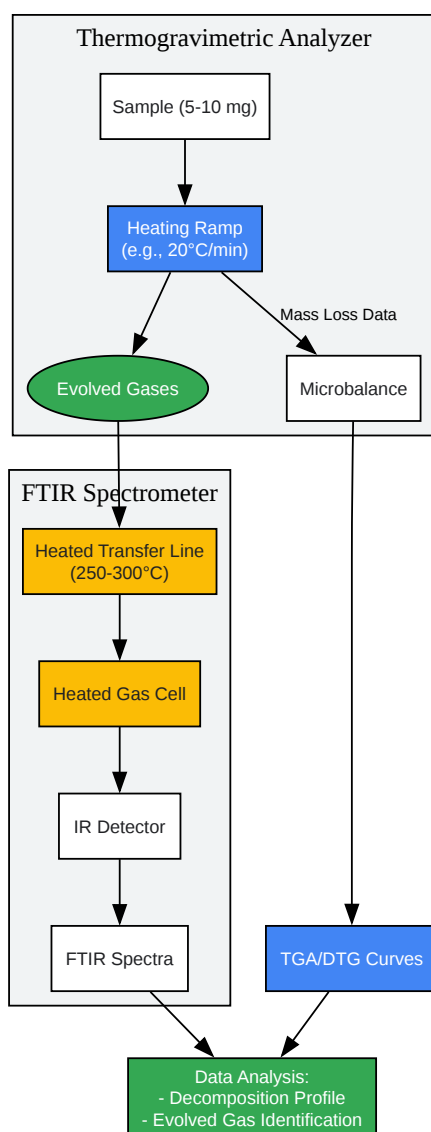 Thermogravimetric Analyzer
Sample (5-10 mg)
Heating Ramp
(e.g., 20°C/min)
Mass Loss Data
Evolved Gases
Microbalance
FTIR Spectrometer
Heated Transfer Line
(250-300°C)
Heated Gas Cell
IR Detector
FTIR Spectra
TGA/DTG Curves
Data Analysis:
- Decomposition Profile
- Evolved Gas Identification